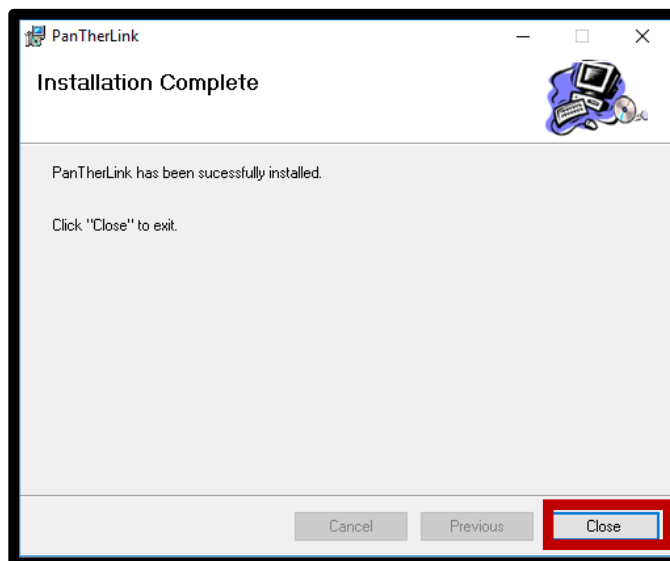 PanTherLink
Installation Complete
PanTherLink has been sucessfully installed.
Click "Close" to exit.
Cancel
Previous
Close